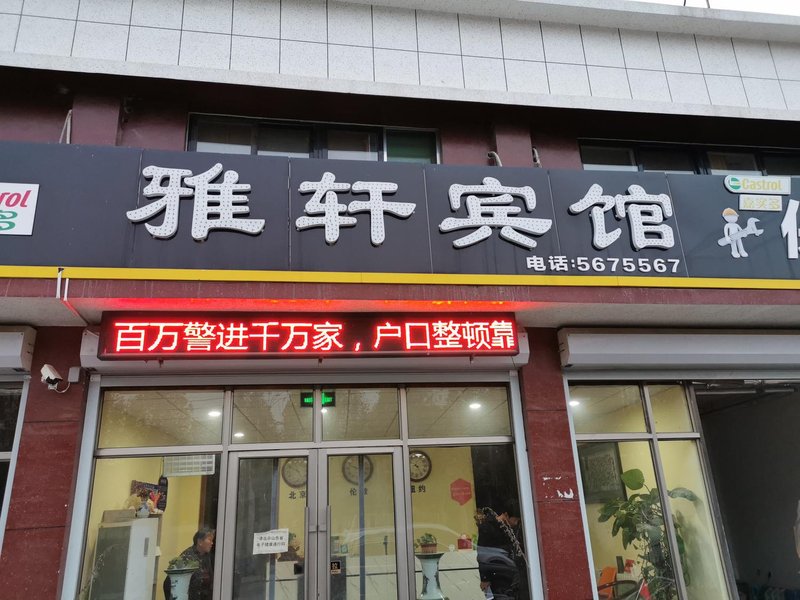 雅轩宾馆
电话:5675567
Castrol
嘉实多
百万警进千万家，户口整顿靠
北京
伦敦
纽约